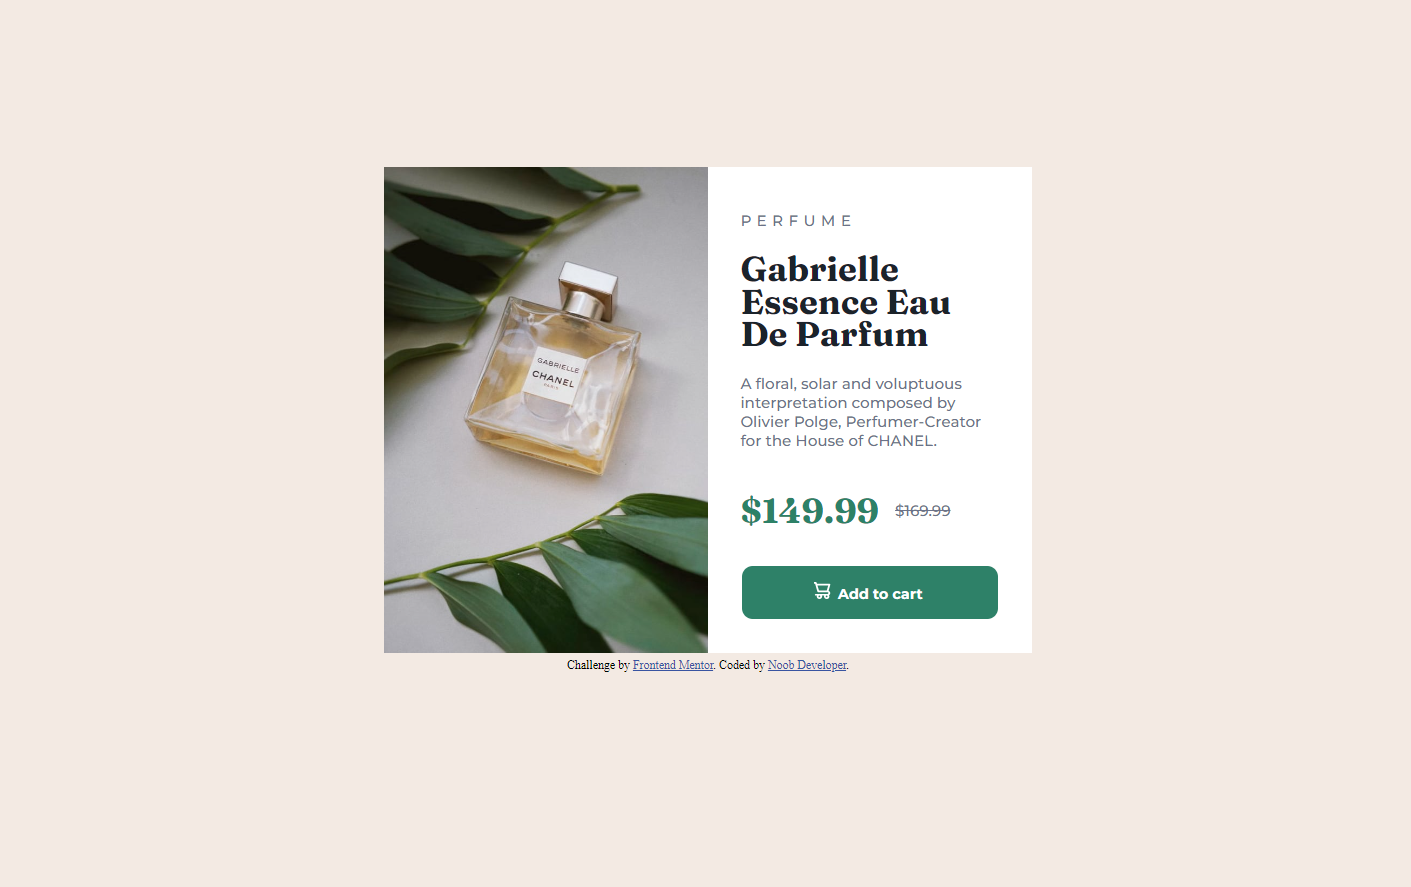 GABRIELLE
CHANEL
PARIS
PERFUME
Gabrielle
Essence Eau
De Parfum
A floral, solar and voluptuous
interpretation composed by
Olivier Polge, Perfumer-Creator
for the House of CHANEL.
$149.99 $169.99
Add to cart
Challenge by Frontend Mentor. Coded by Noob Developer.